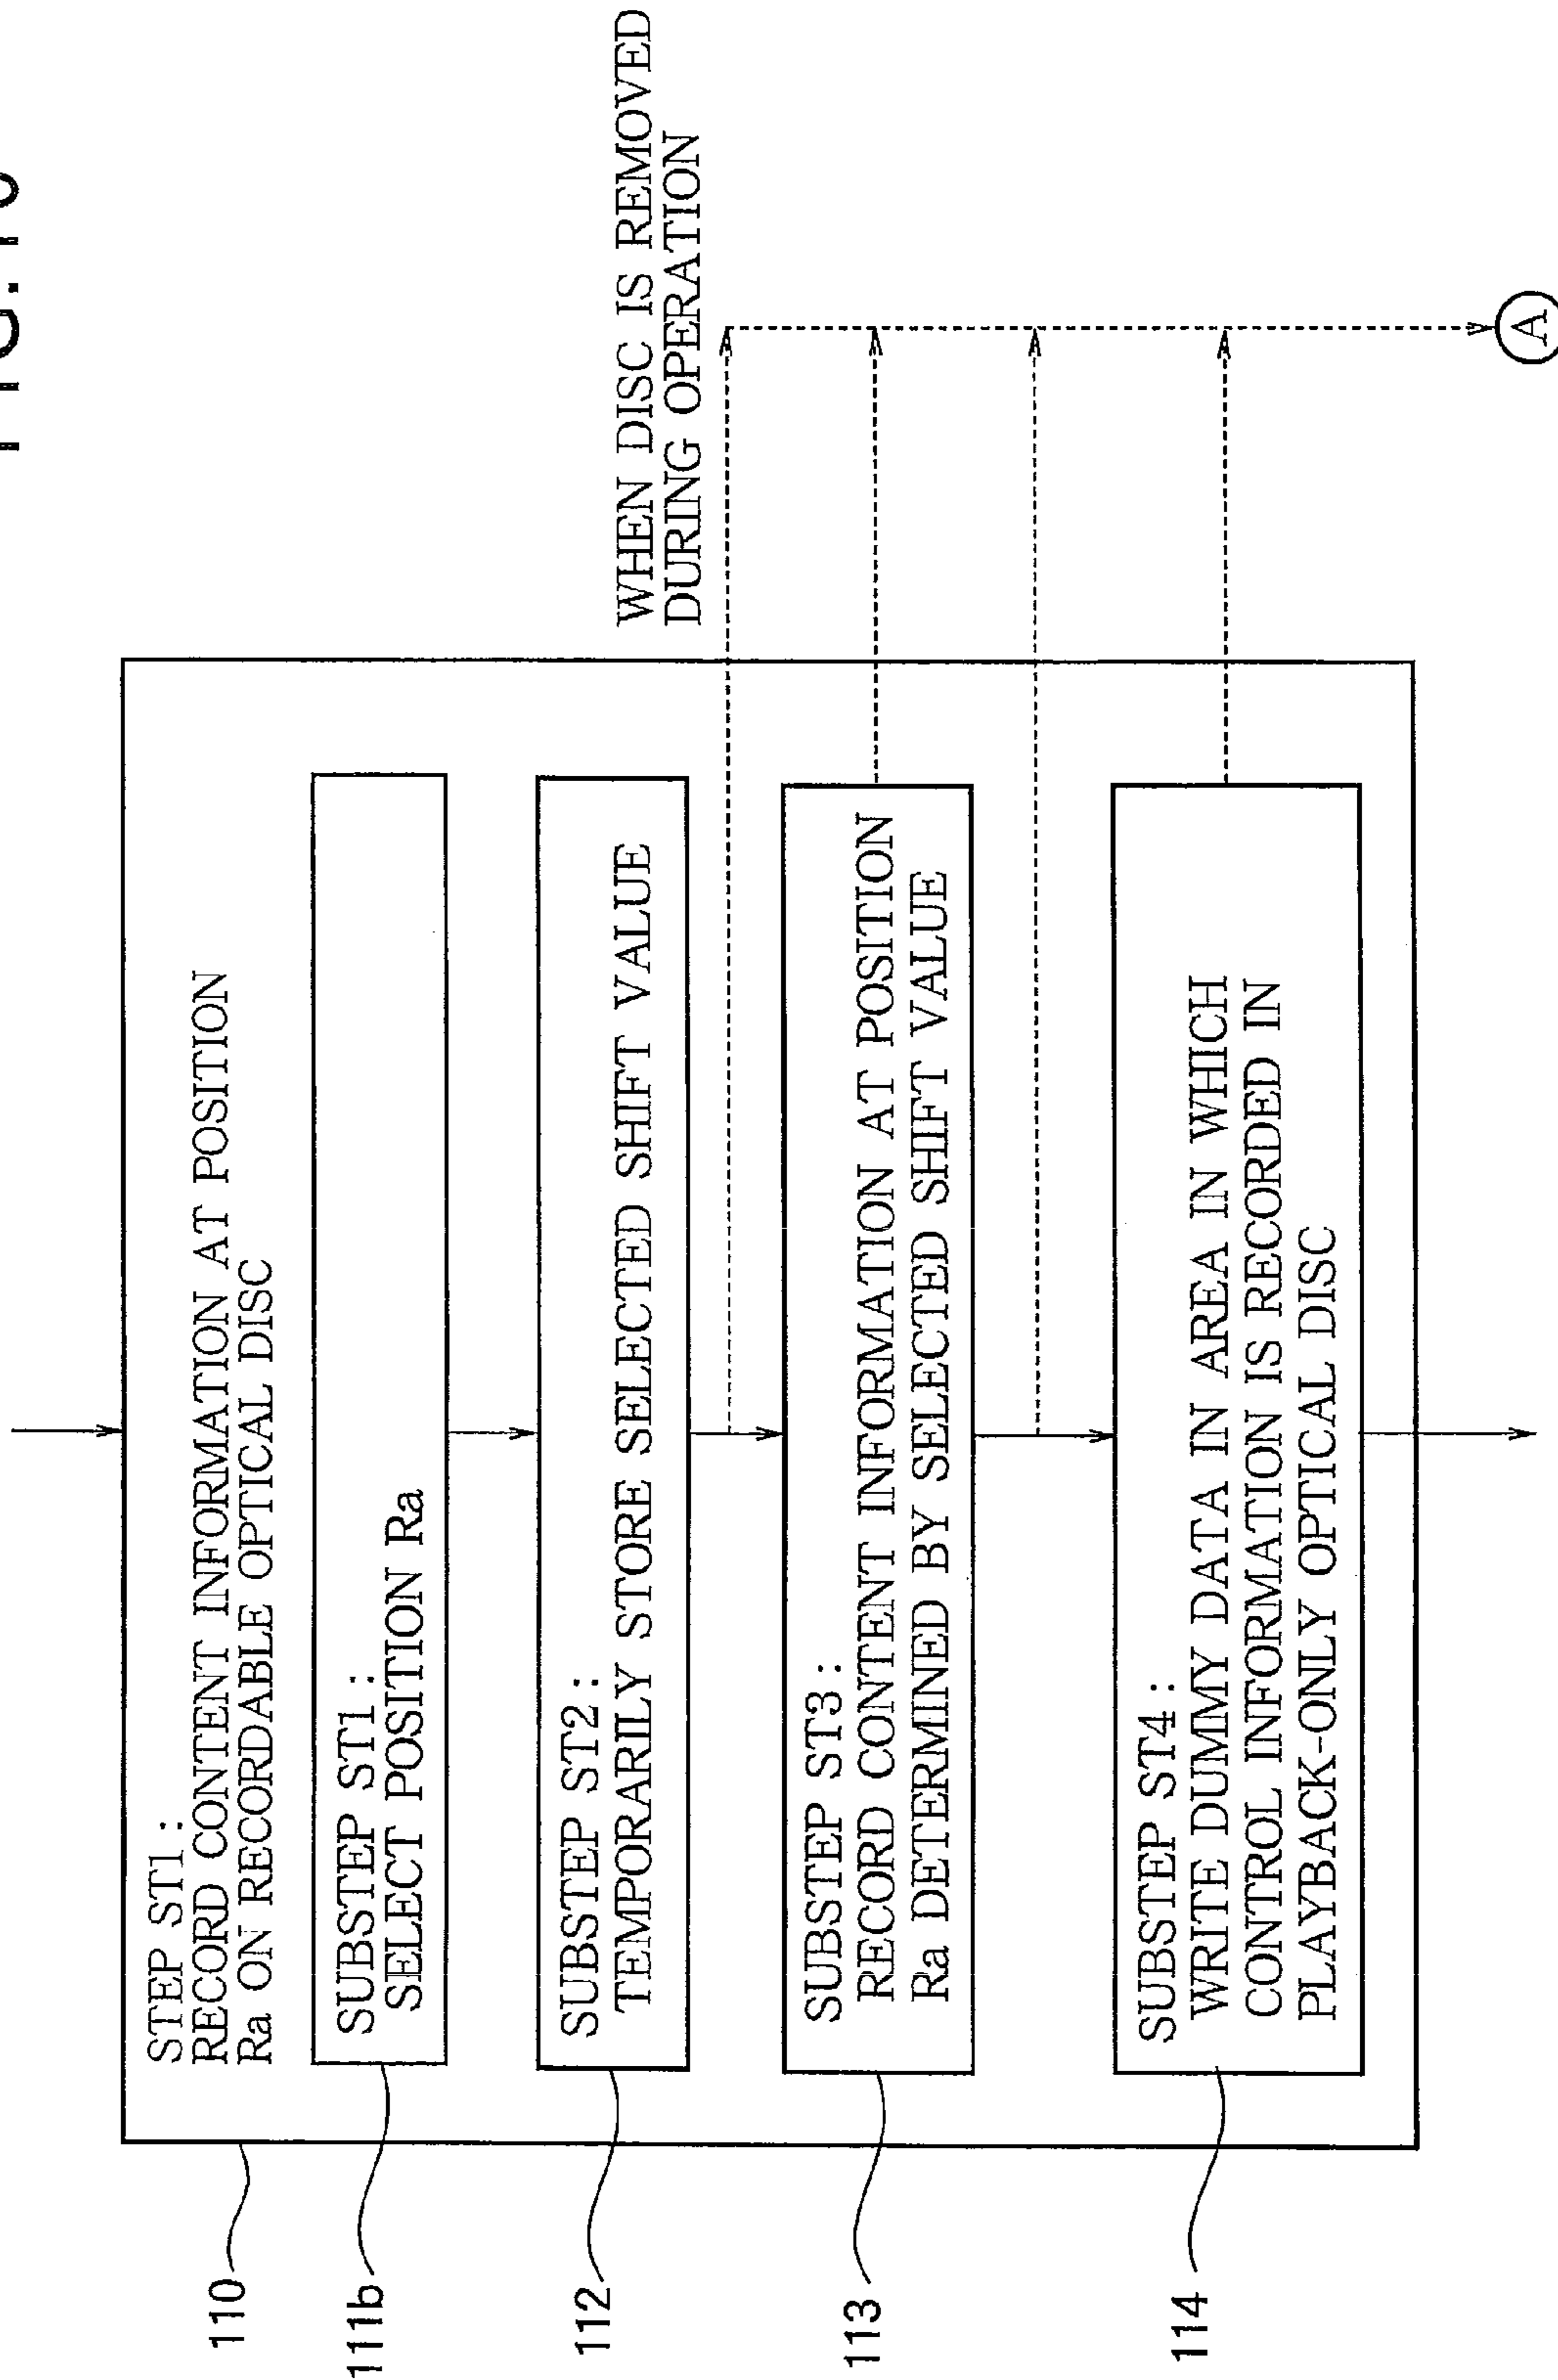 STEP ST1:
RECORD CONTENT INFORMATION AT POSITION
Ra ON RECORDABLE OPTICAL DISC
SUBSTEP ST1:
SELECT POSITION Ra
SUBSTEP ST2:
TEMPORARILY STORE SELECTED SHIFT VALUE
SUBSTEP ST3:
RECORD CONTENT INFORMATION AT POSITION
Ra DETERMINED BY SELECTED SHIFT VALUE
SUBSTEP ST4:
WRITE DUMMY DATA IN AREA IN WHICH
CONTROL INFORMATION IS RECORDED IN
PLAYBACK-ONLY OPTICAL DISC
WHEN DISC IS REMOVED
DURING OPERATION
A
110
111b
112
113
114